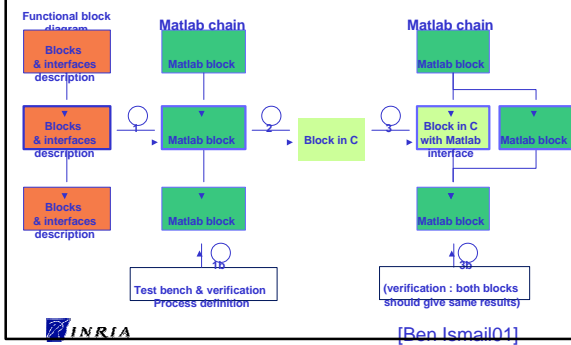 Functional block
diagram
Matlab chain
Matlab chain
Blocks
& interfaces
description
Matlab block
Matlab block
Blocks
& interfaces
description
1
Matlab block
2
Block in C
3
Block in C
with Matlab
interface
Matlab block
Blocks
& interfaces
description
Matlab block
Matlab block
1b
Test bench & verification
Process definition
3b
(verification : both blocks
should give same results)
INRIA
[Ben Ismail01]